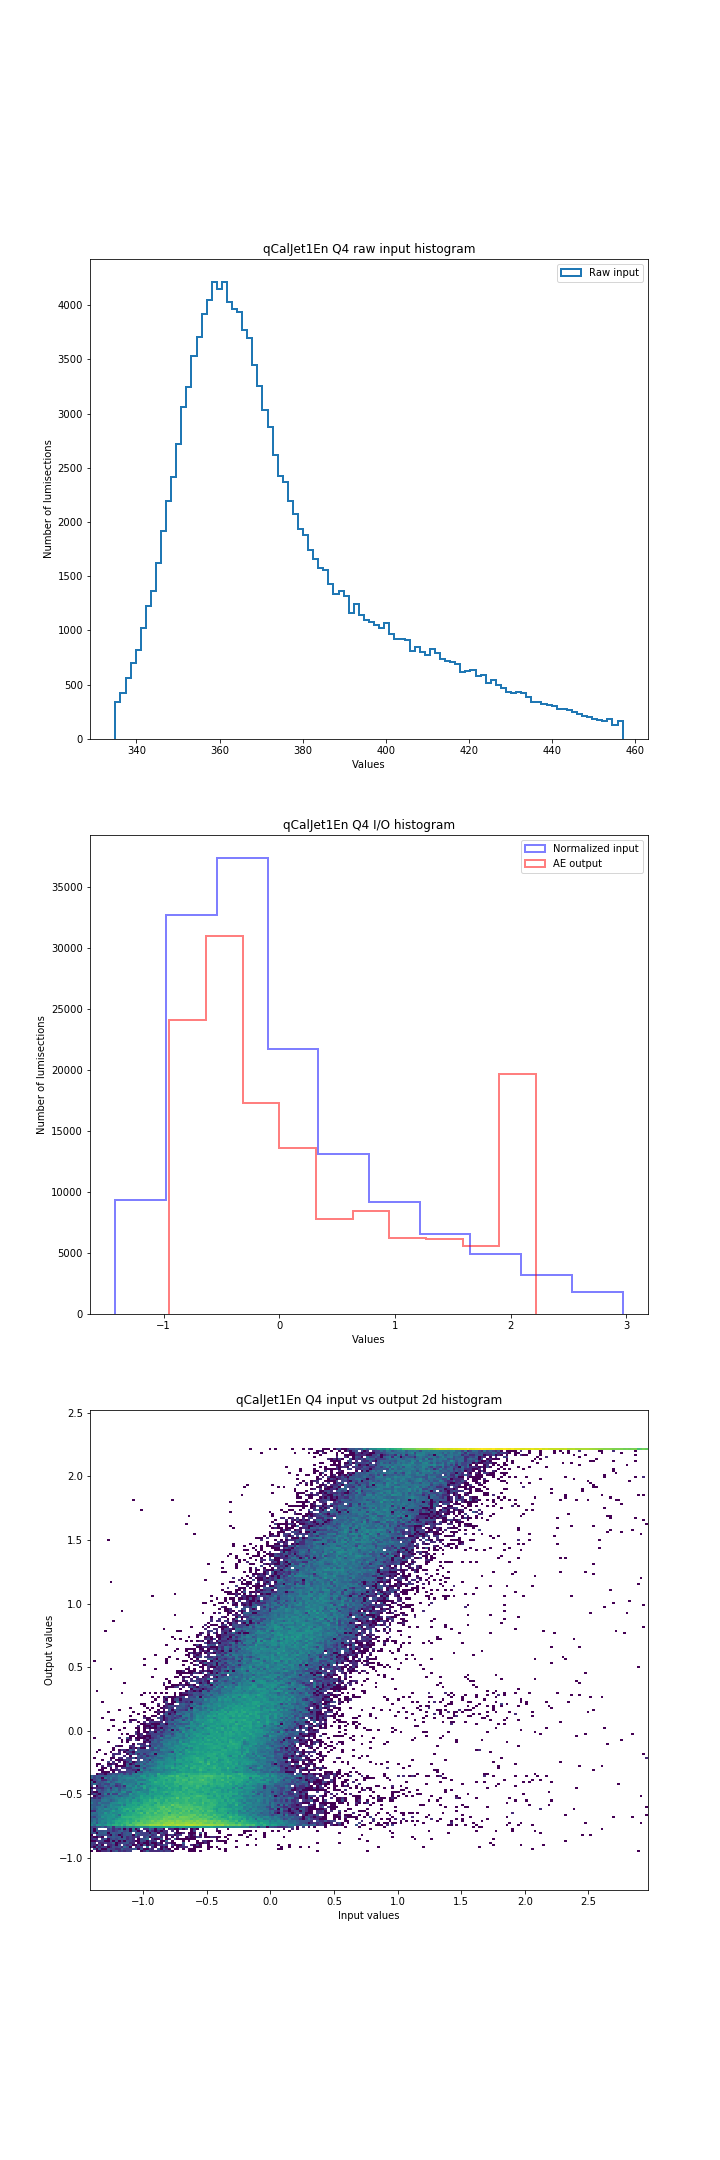 qCalJet1En Q4 raw input histogram
Raw input
4000
3500
3000
2500
2000
1500
1000
500
0
Number of lumisections
340 360 380 400 420 440 460
Values
qCalJet1En Q4 I/O histogram
Normalized input
AE output
35000
30000
25000
20000
15000
10000
5000
0
Number of lumisections
−1 0 1 2 3
Values
qCalJet1En Q4 input vs output 2d histogram
2.5
2.0
1.5
1.0
0.5
0.0
−0.5
−1.0
Output values
−1.0 −0.5 0.0 0.5 1.0 1.5 2.0 2.5
Input values